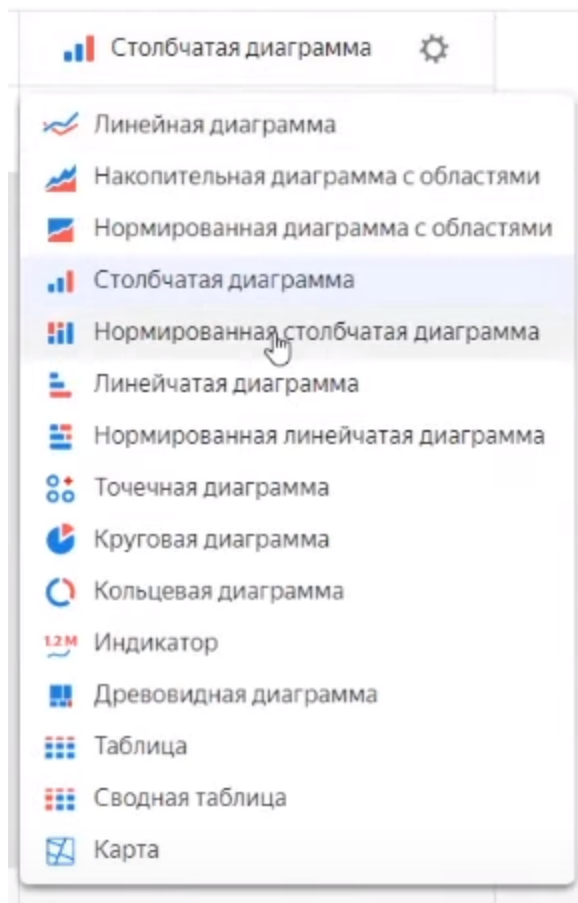 Столбчатая диаграмма
Линейная диаграмма
Накопительная диаграмма с областями
Нормированная диаграмма с областями
Столбчатая диаграмма
Нормированная столбчатая диаграмма
Линейчатая диаграмма
Нормированная линейчатая диаграмма
Точечная диаграмма
Круговая диаграмма
Кольцевая диаграмма
1.2M Индикатор
Древовидная диаграмма
Таблица
Сводная таблица
Карта